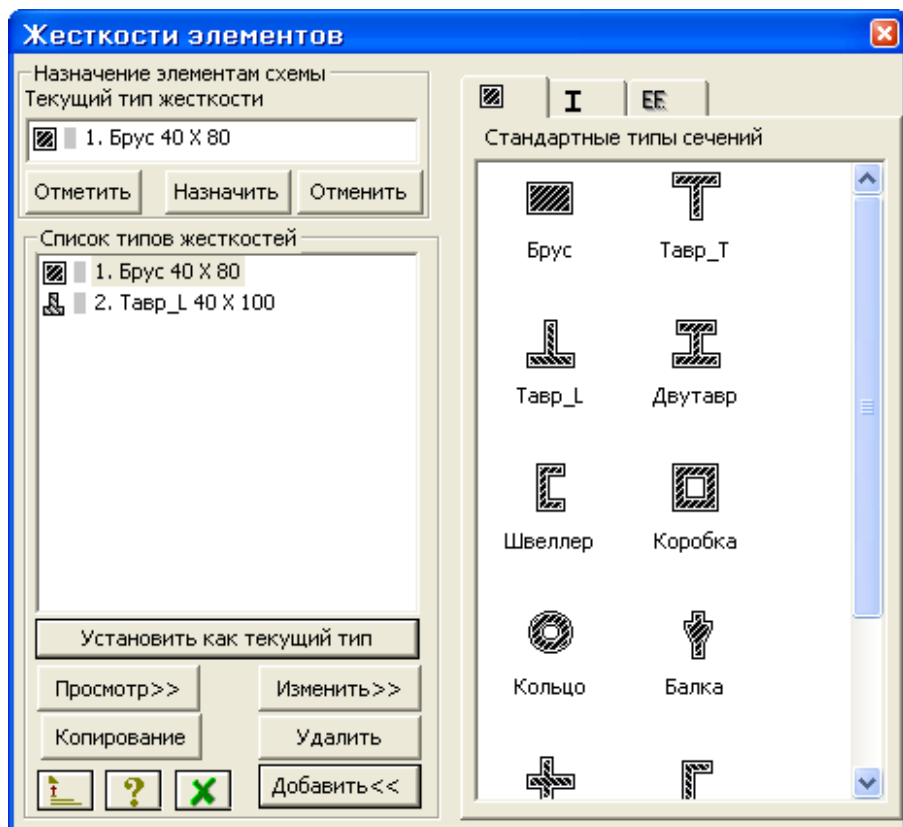 Жесткости элементов
Назначение элементам схемы
Текущий тип жесткости
1. Брус 40 X 80
Отметить Назначить Отменить
Список типов жесткостей
1. Брус 40 X 80
2. Тавр_L 40 X 100
Установить как текущий тип
Просмотр>> Изменить>>
Копирование Удалить
Добавить<<
Стандартные типы сечений
Брус Тавр_Т
Тавр_L Двутавр
Швеллер Коробка
Кольцо Балка